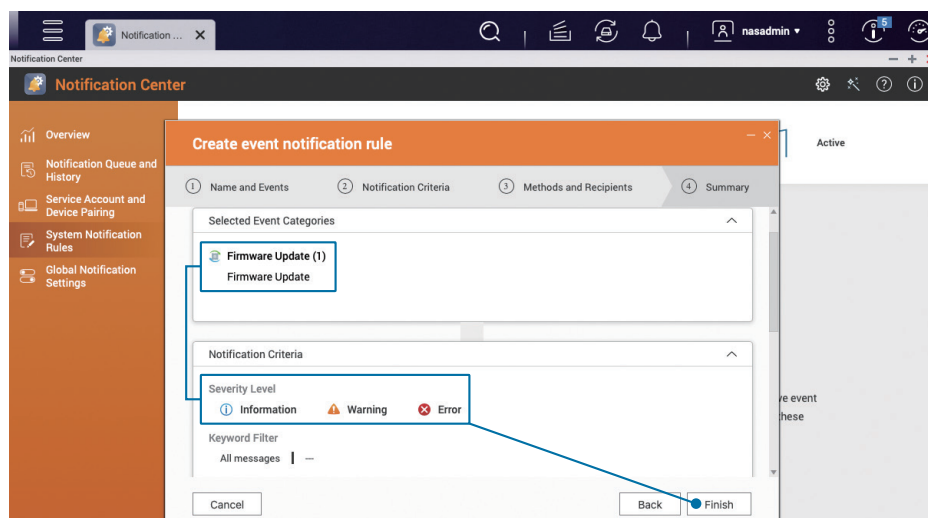 Notification ...
nasadmin
5
Notification Center
Notification Center
Overview
Notification Queue and
History
Service Account and
Device Pairing
System Notification
Rules
Global Notification
Settings
Active
Create event notification rule
1 Name and Events
2 Notification Criteria
3 Methods and Recipients
4 Summary
Selected Event Categories
Firmware Update (1)
Firmware Update
Notification Criteria
Severity Level
Information Warning Error
Keyword Filter
All messages | ---
Cancel Back Finish
ve event
these